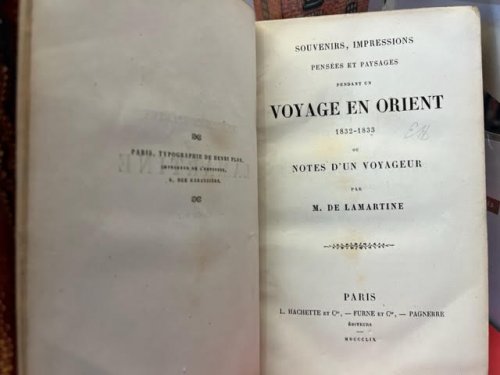 PARIS, TYPOGRAPHIE DE HENRI PLON,
IMPRIMEUR DE L'EMPEREUR,
8, RUE GARANCIÈRE.
SOUVENIRS, IMPRESSIONS
PENSÉES ET PAYSAGES
PENDANT UN
VOYAGE EN ORIENT
1832-1833
OU
NOTES D'UN VOYAGEUR
PAR
M. DE LAMARTINE
PARIS
L. HACHETTE ET Cie, — FURNE ET Cie, — PAGNERRE
ÉDITEURS
MDCCCLIX